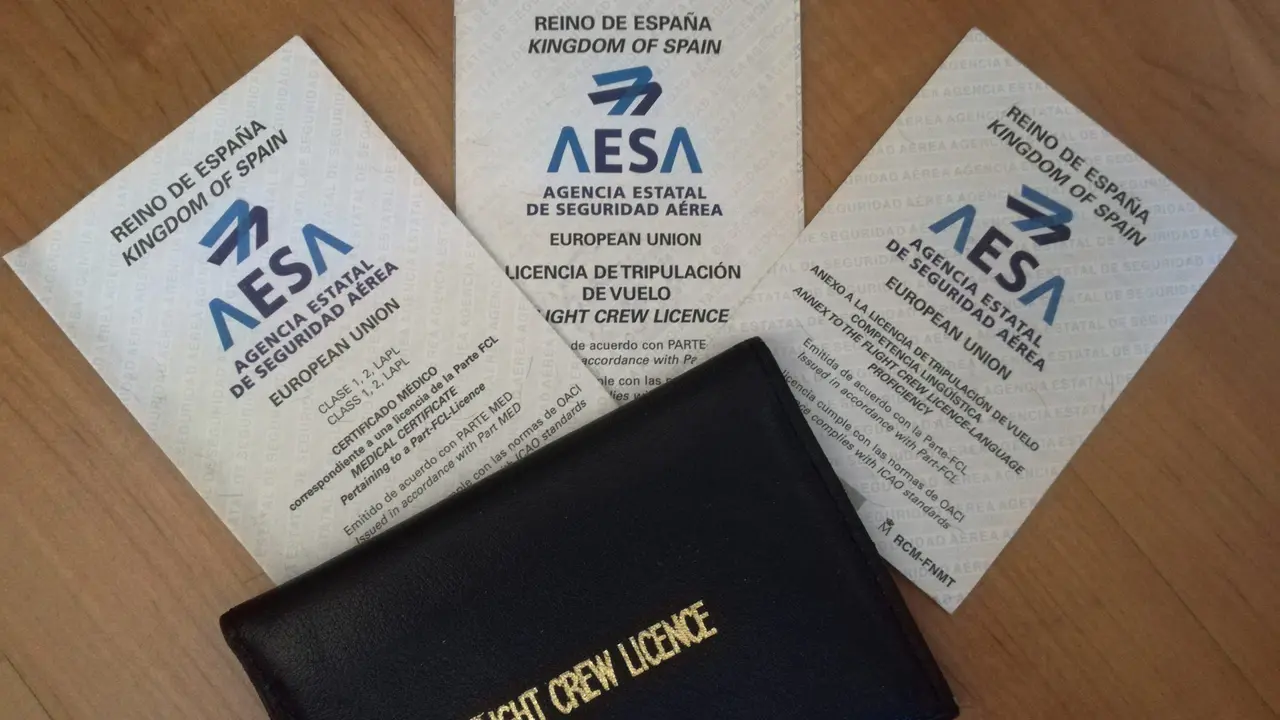 REINO DE ESPAÑA
KINGDOM OF SPAIN
AESA
AGENCIA ESTATAL
DE SEGURIDAD AÉREA
EUROPEAN UNION
CLASE 1, 2, LAPL
CLASS 1, 2, LAPL
CERTIFICADO MÉDICO
correspondiente a una licencia de la Parte FCL
MEDICAL CERTIFICATE
Pertaining to a Part-FCL-Licence
Emitido de acuerdo con PARTE MED
Issued in accordance with Part MED
con las normas de OACI
ICAO standards
REINO DE ESPAÑA
KINGDOM OF SPAIN
AESA
AGENCIA ESTATAL
DE SEGURIDAD AÉREA
EUROPEAN UNION
LICENCIA DE TRIPULACIÓN
DE VUELO
LIGHT CREW LICENCE
de acuerdo con PARTE
accordance with Pa
ple con las n
REINO DE ESPAÑA
KINGDOM OF SPAIN
AESA
AGENCIA ESTATAL
DE SEGURIDAD AÉREA
EUROPEAN UNION
ANEXO A LA LICENCIA DE TRIPULACIÓN DE VUELO
COMPETENCIA LINGÜÍSTICA
ANNEX TO THE FLIGHT CREW LICENCE LANGUAGE
PROFICIENCY
Emitida de acuerdo con la Parte-FCL
Issued in accordance with Part-FCL
licencia cumple con las normas de OACI
complies with ICAO standards
RCM-FNMT
GHT CREW LICENCE